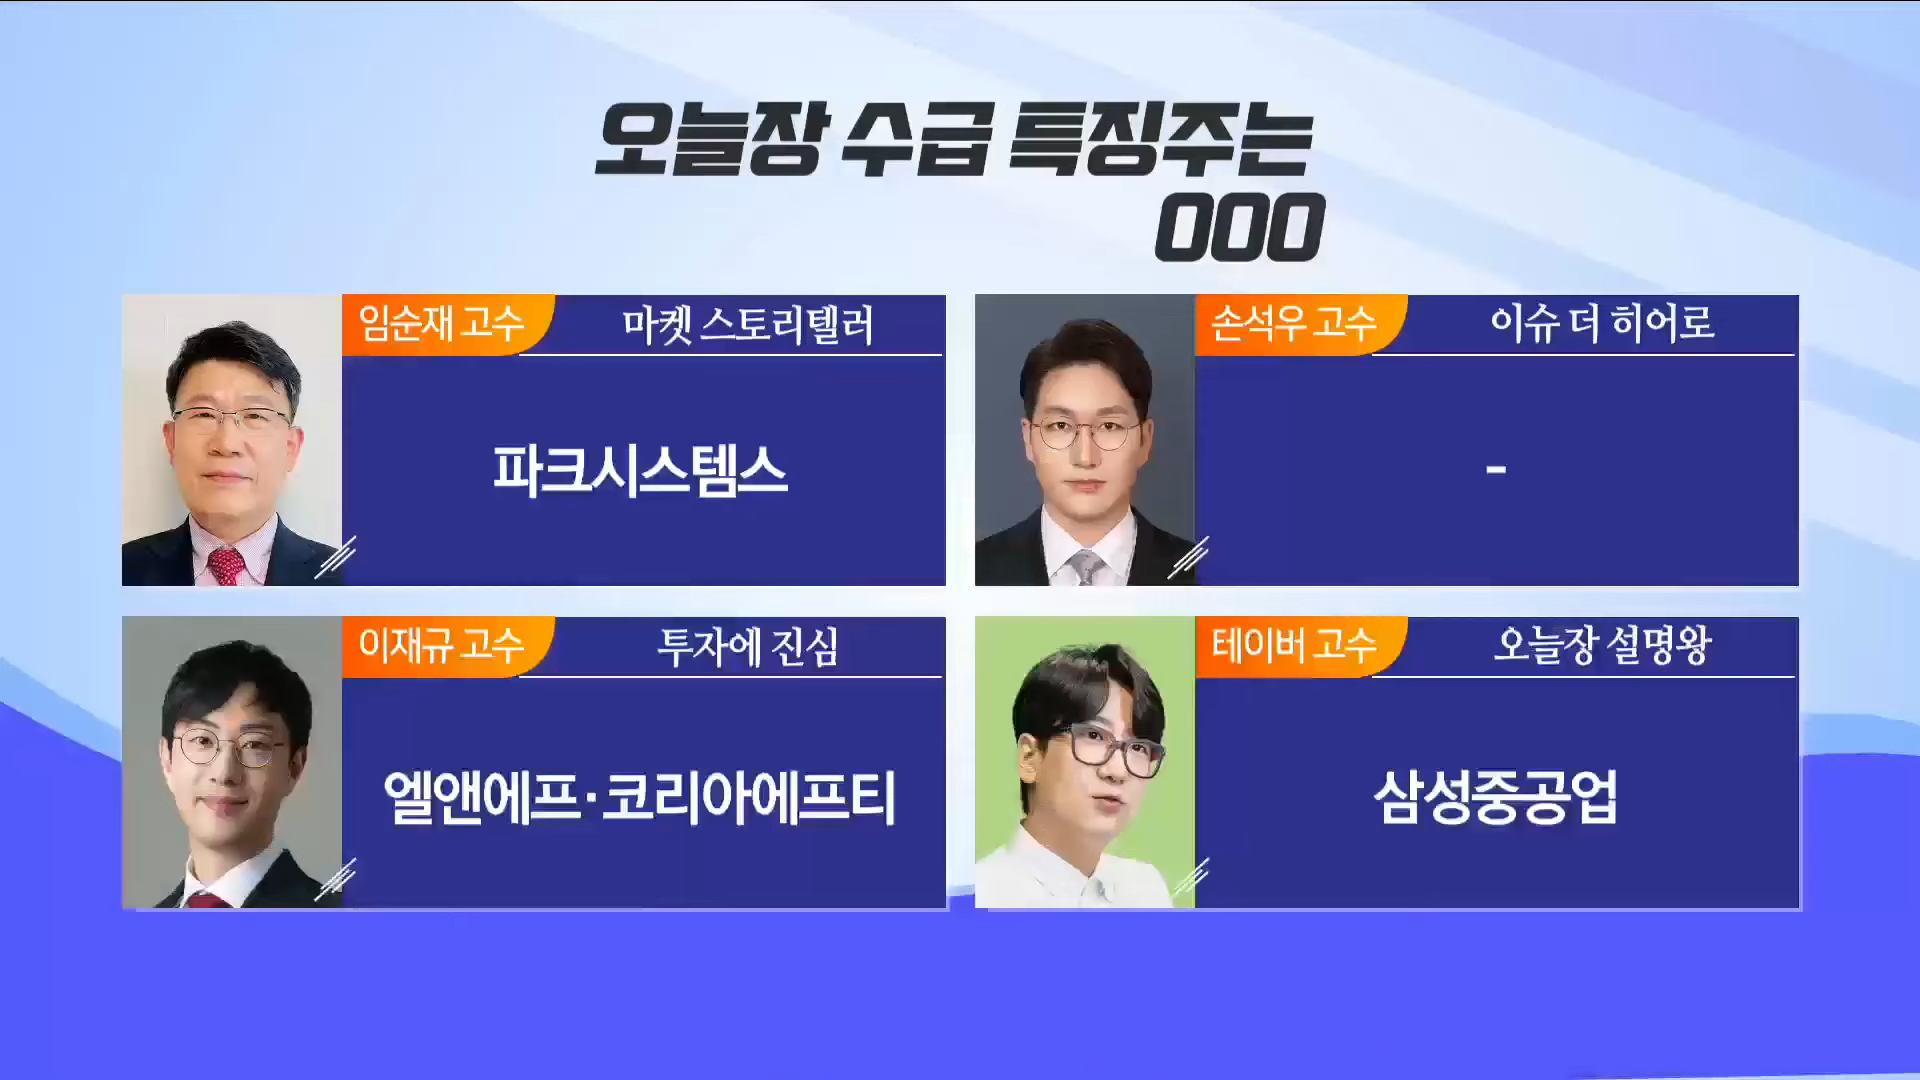 오늘장 수급 특징주는
OOO
임순재 고수
마켓 스토리텔러
파크시스템스
손석우 고수
이슈 더 히어로
-
이재규 고수
투자에 진심
엘앤에프·코리아에프티
테이버 고수
오늘장 설명왕
삼성중공업